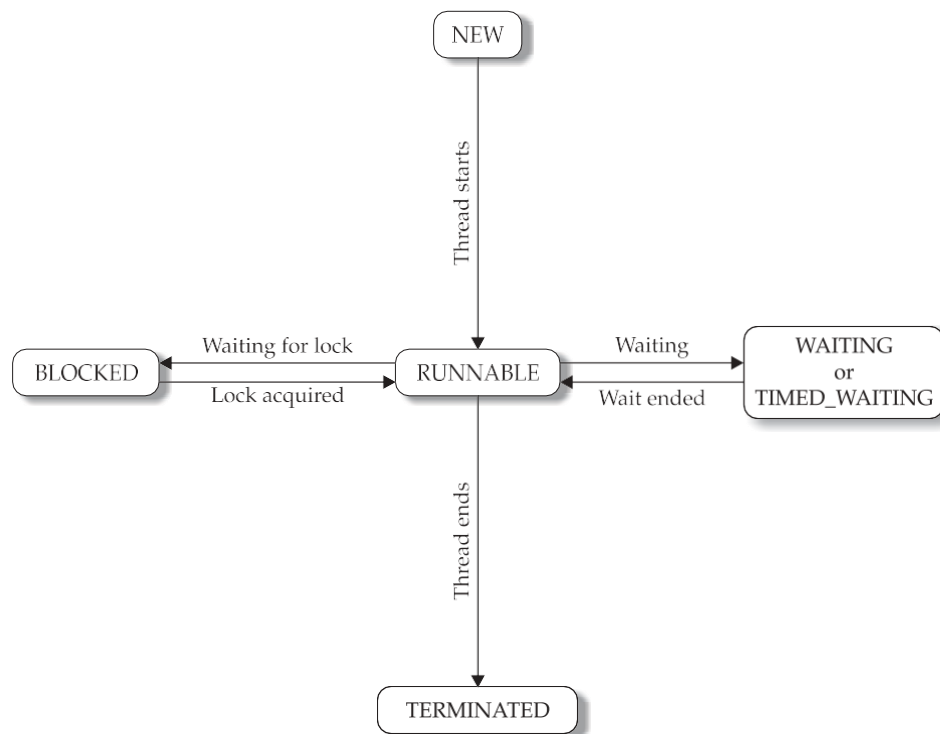 NEW
Thread starts
Waiting for lock
Waiting
BLOCKED
RUNNABLE
WAITING
or
TIMED_WAITING
Lock acquired
Wait ended
Thread ends
TERMINATED